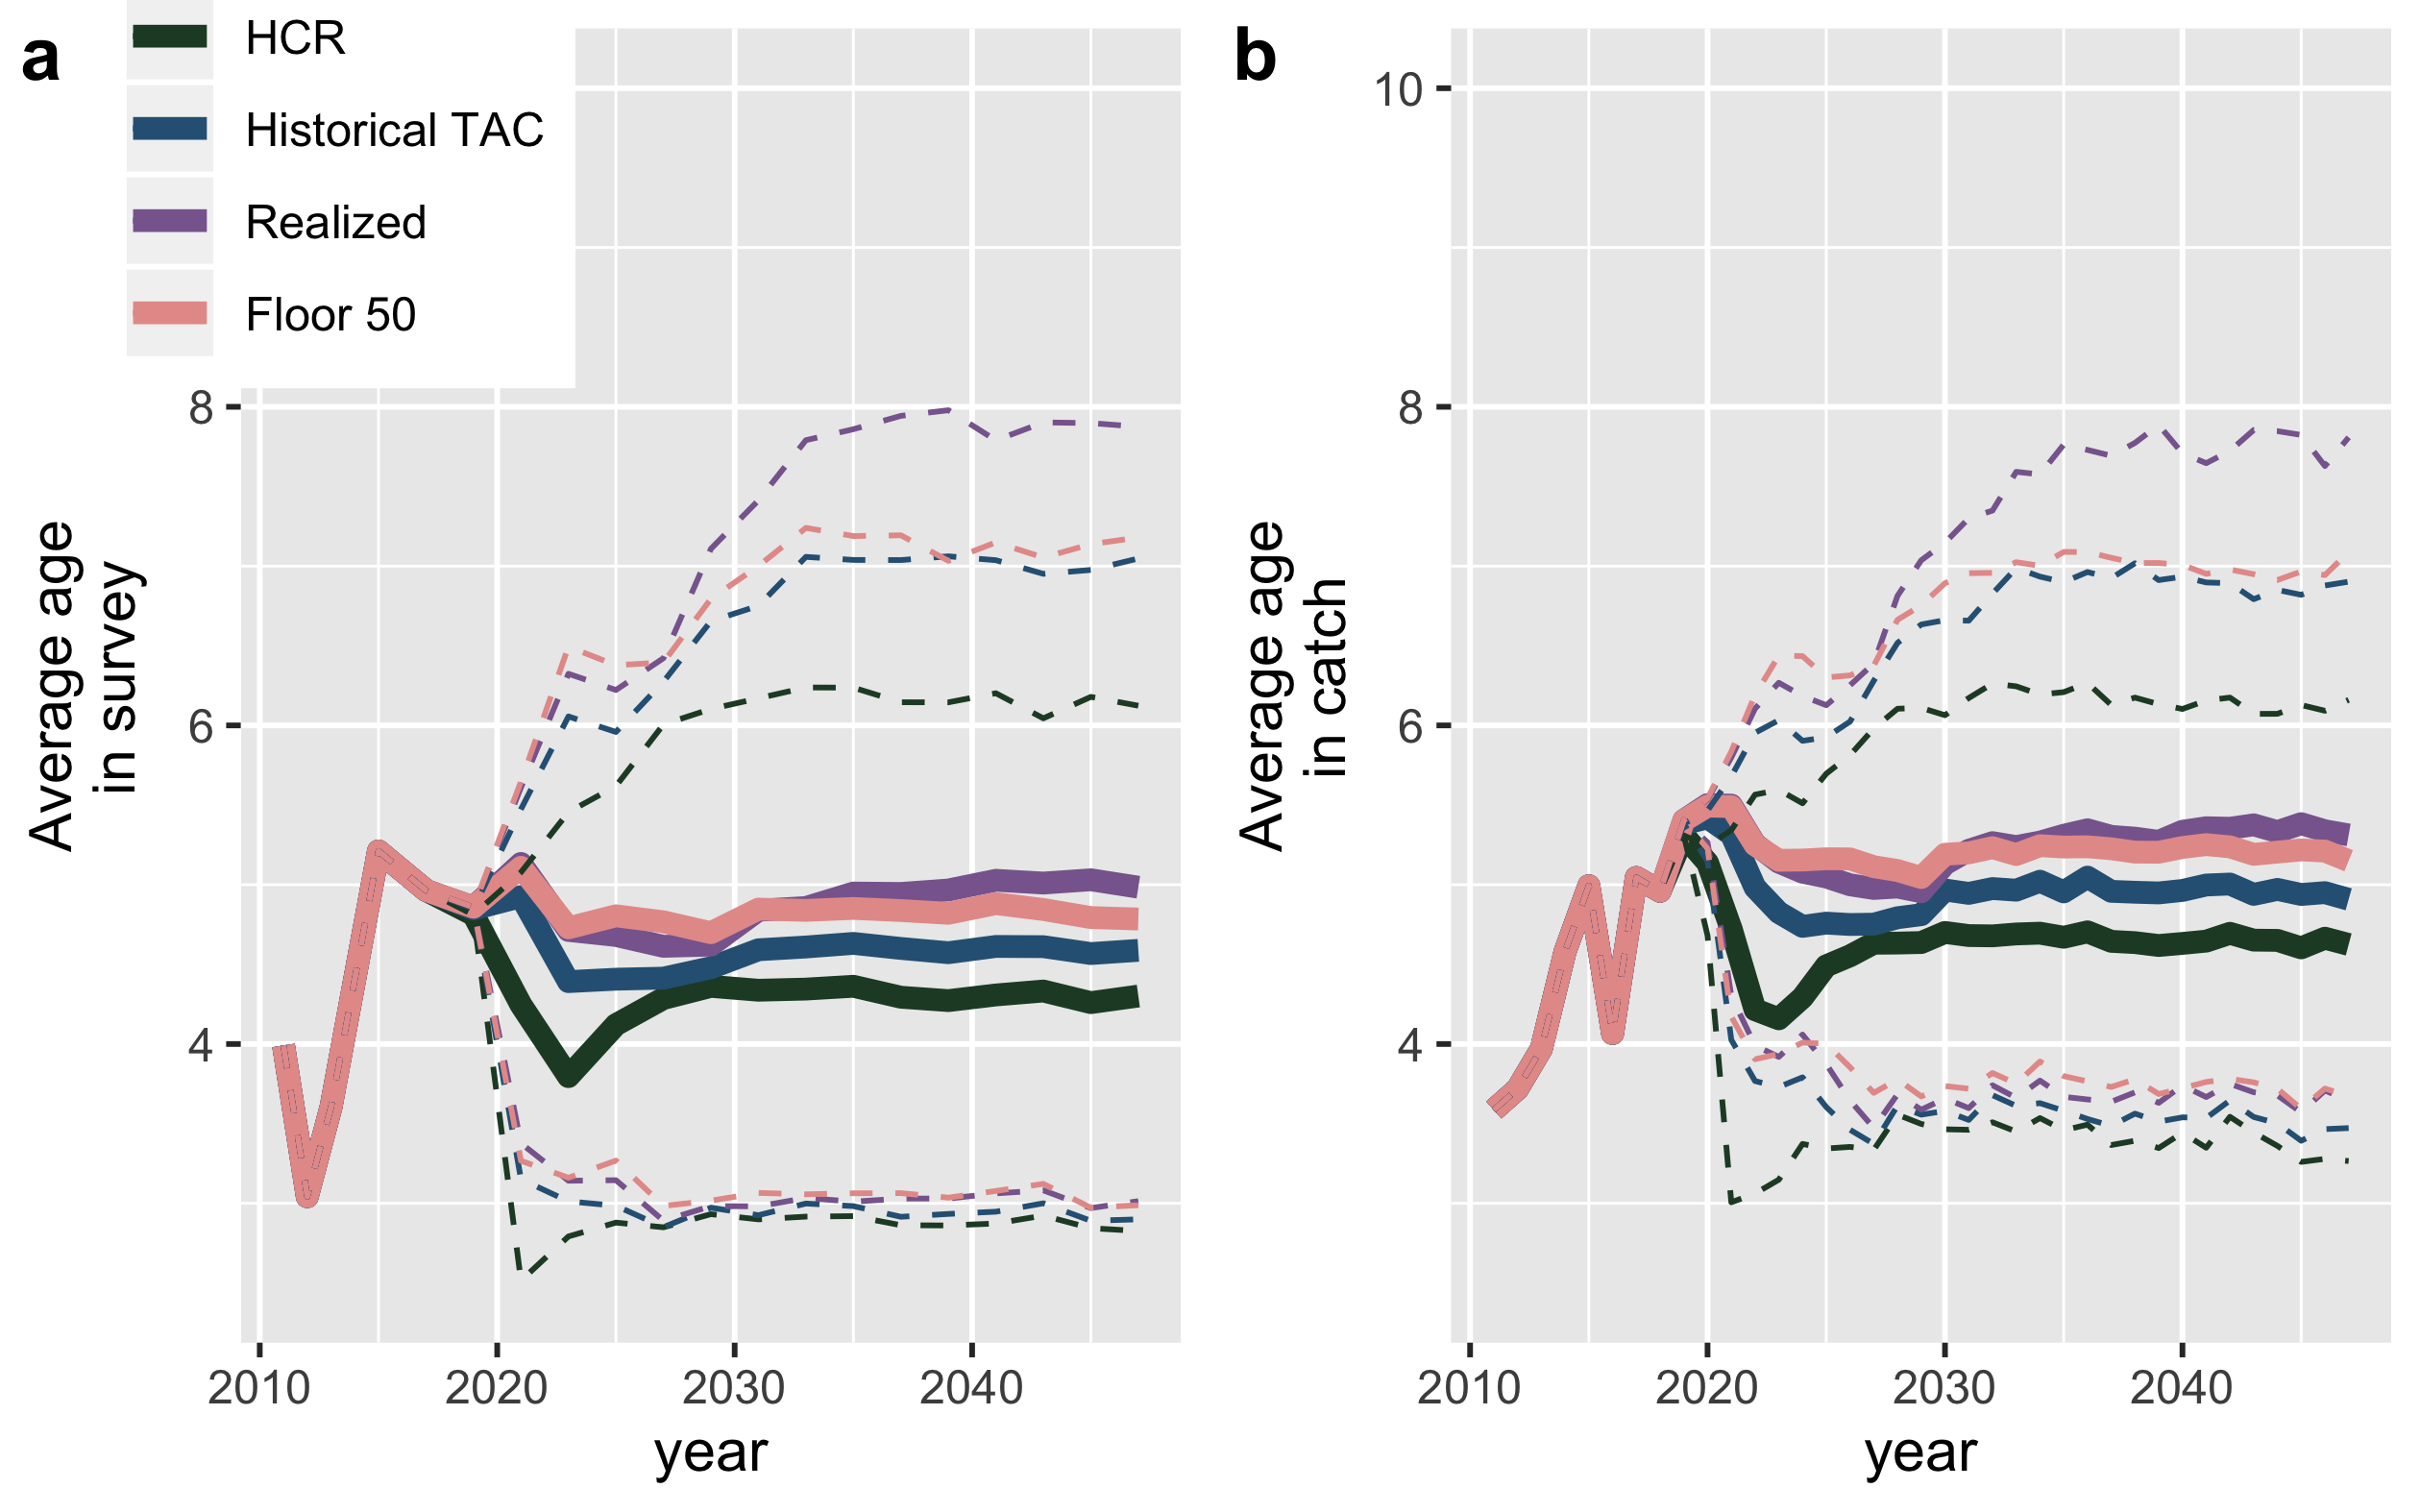 a
HCR
Historical TAC
Realized
Floor 50
8
6
4
Average age
in survey
2010 2020 2030 2040
year
b
10
8
6
4
Average age
in catch
2010 2020 2030 2040
year